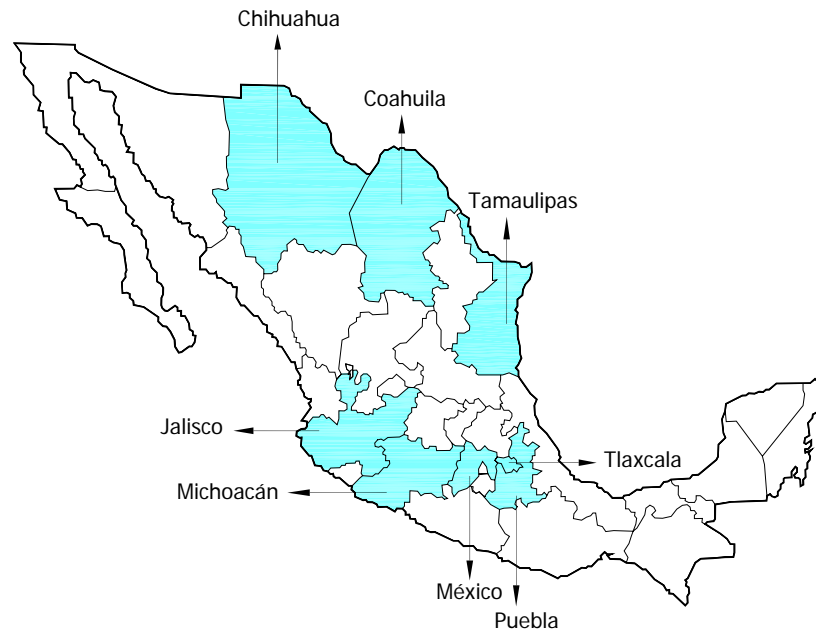 Chihuahua
Coahuila
Tamaulipas
Jalisco
Tlaxcala
Michoacán
México
Puebla